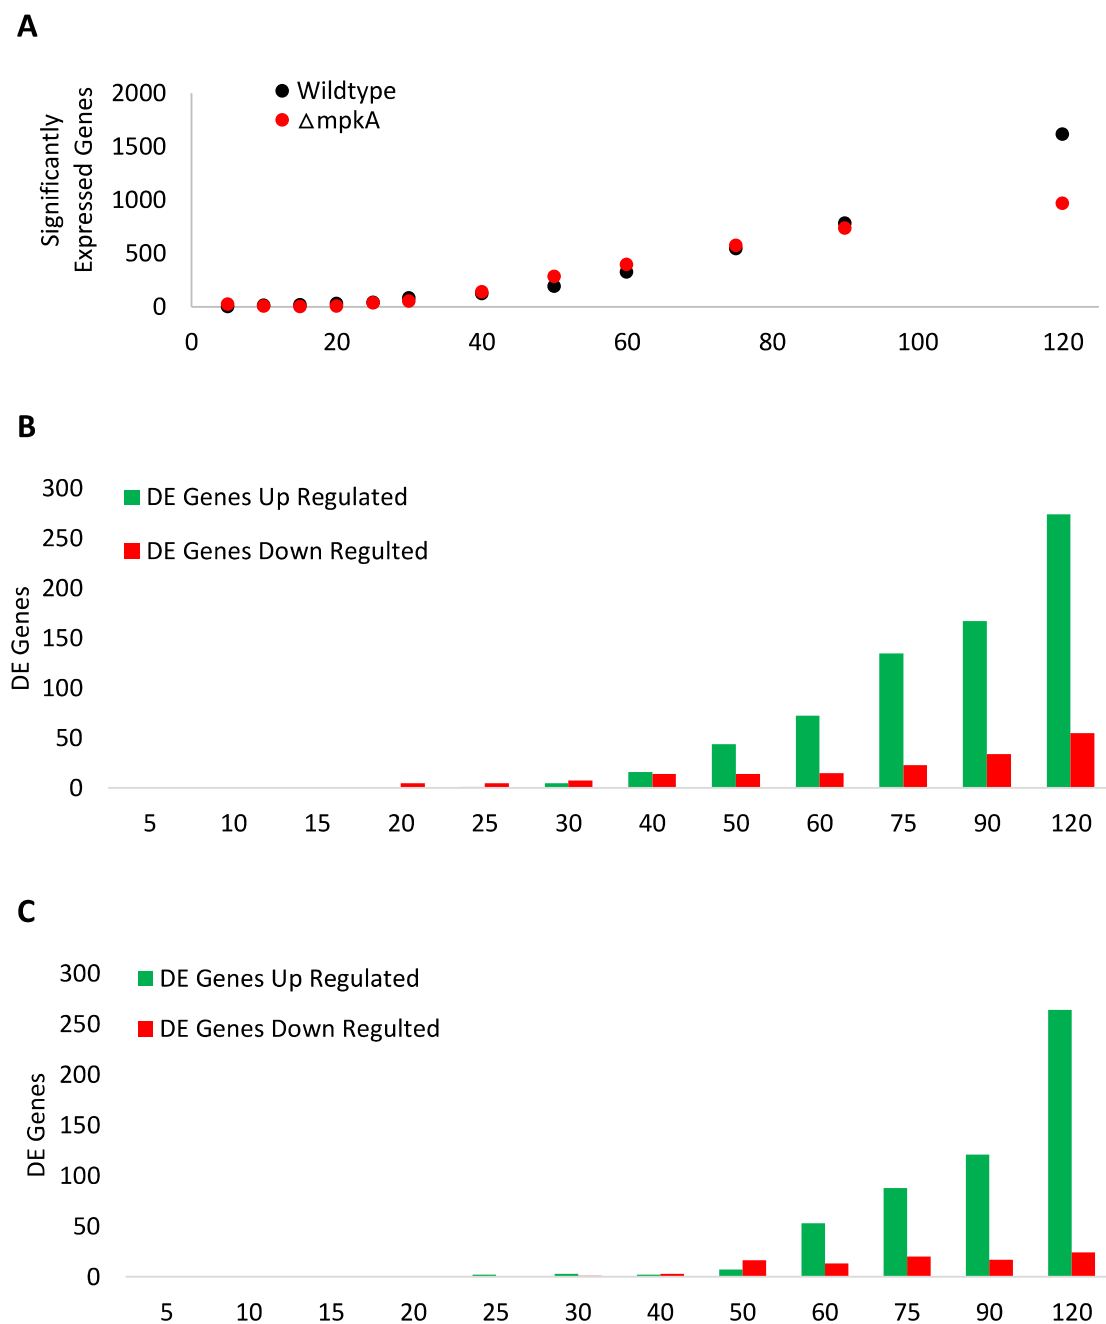 A
Significantly
Expressed Genes
Wildtype
△mpkA
2000
1500
1000
500
0
0 20 40 60 80 100 120
B
DE Genes
DE Genes Up Regulated
DE Genes Down Regulted
300
250
200
150
100
50
0
5 10 15 20 25 30 40 50 60 75 90 120
C
DE Genes
DE Genes Up Regulated
DE Genes Down Regulted
300
250
200
150
100
50
0
5 10 15 20 25 30 40 50 60 75 90 120